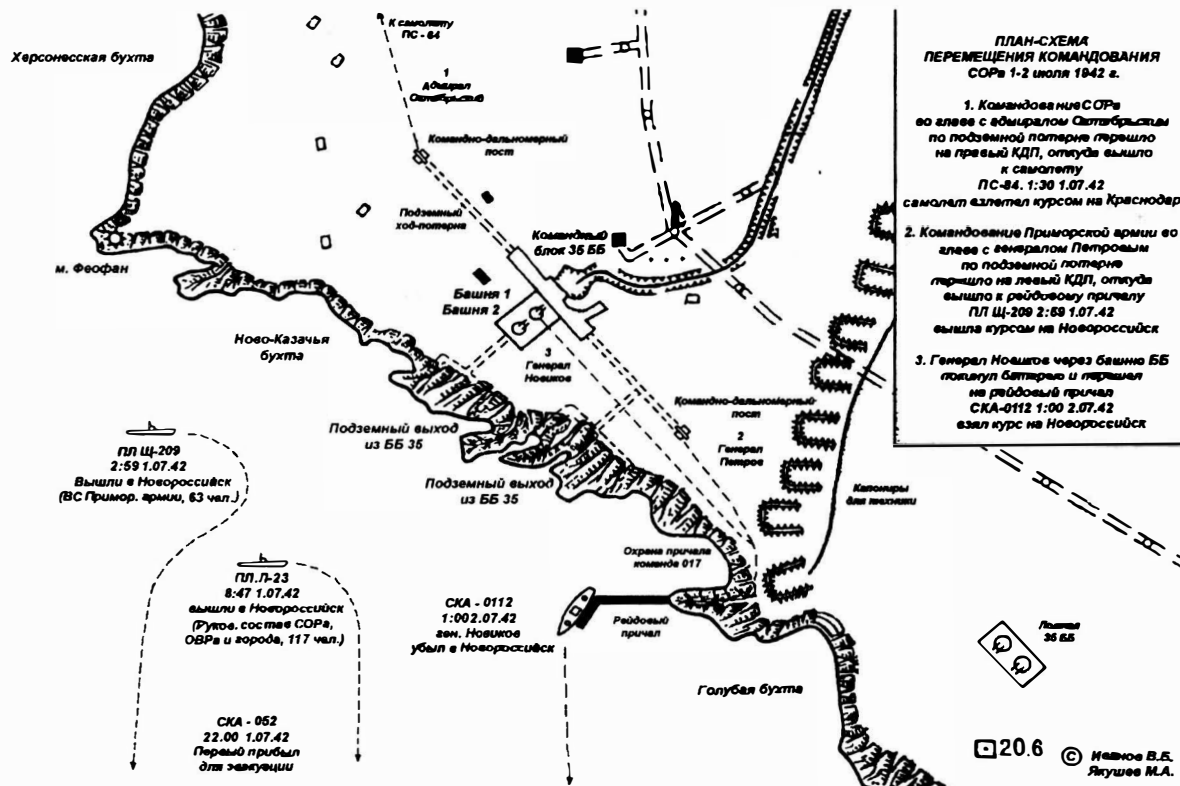 Херсонесская бухта
К самолету
ПС - 84
1
Адмирал
Октябрьский
Командно-дальномерный
пост
Подземный
ход-потерна
м. Феофан
Командный
блок 35 ББ
Башня 1
Башня 2
Ново-Казачья
бухта
3
Генерал
Новиков
Подземный выход
из ББ 35
Подземный выход
из ББ 35
Командно-дальномерный
пост
2
Генерал
Петров
Капониры
для техники
ПЛ Щ-209
2:59 1.07.42
Вышли в Новороссийск
(ВС Примор. армии, 63 чел.)
ПЛ.Л-23
8:47 1.07.42
вышли в Новороссийск
(Руков. состав СОРа,
ОВРа и города, 117 чел.)
СКА - 052
22.00 1.07.42
Первый прибыл
для эвакуации
СКА - 0112
1:00 2.07.42
ген. Новиков
убыл в Новороссийск
Охрана причала
команда 017
Рейдовый
причал
Голубая бухта
35 ББ
20.6
© Иванов В.Б.
Якушев М.А.
ПЛАН-СХЕМА
ПЕРЕМЕЩЕНИЯ КОМАНДОВАНИЯ
СОРа 1-2 июля 1942 г.
1. Командование СОРа
во главе с адмиралом Октябрьским
по подземной потерне перешло
на правый КДП, откуда вышло
к самолету
ПС-84. 1:30 1.07.42
самолет взлетел курсом на Краснодар
2. Командование Приморской армии во
главе с генералом Петровым
по подземной потерне
перешло на левый КДП, откуда
вышло к рейдовому причалу
ПЛ Щ-209 2:59 1.07.42
вышла курсом на Новороссийск
3. Генерал Новиков через башню ББ
покинул батарею и перешел
на рейдовый причал
СКА-0112 1:00 2.07.42
взял курс на Новороссийск